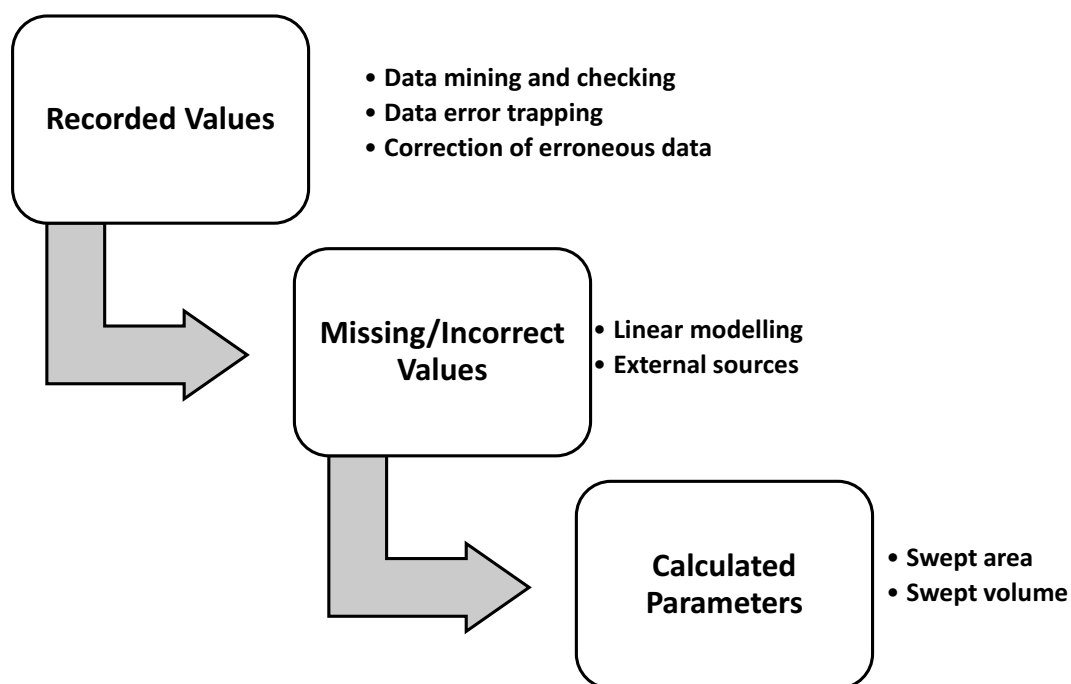 Recorded Values
• Data mining and checking
• Data error trapping
• Correction of erroneous data
Missing/Incorrect
Values
• Linear modelling
• External sources
Calculated
Parameters
• Swept area
• Swept volume